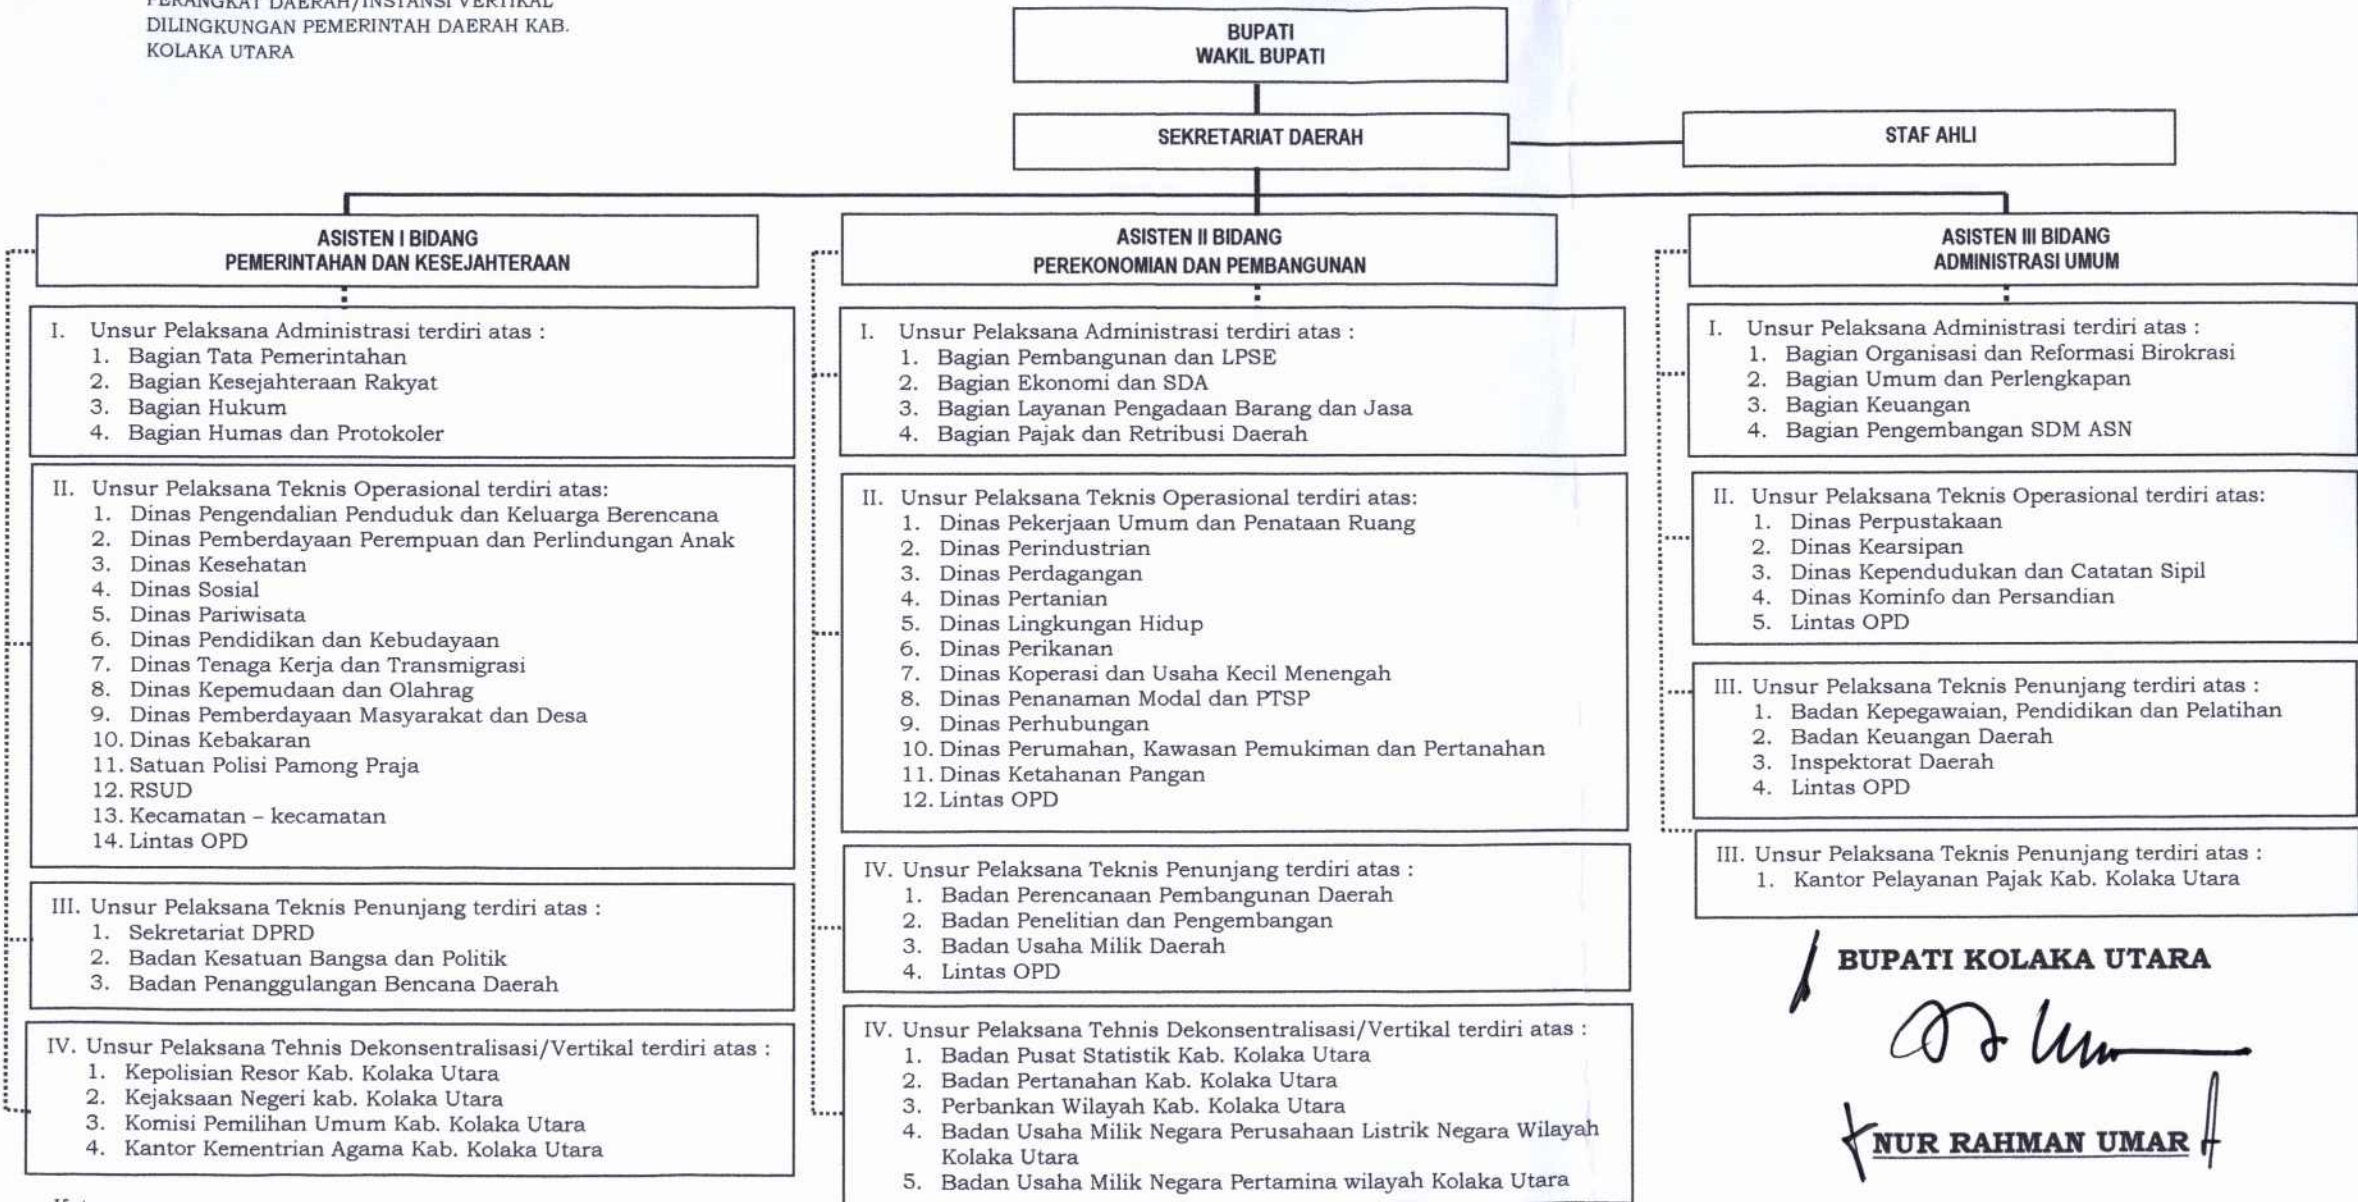 PERANGKAT DAERAH/INSTANSI VERTIKAL
DILINGKUNGAN PEMERINTAH DAERAH KAB.
KOLAKA UTARA
BUPATI
WAKIL BUPATI
SEKRETARIAT DAERAH
STAF AHLI
ASISTEN I BIDANG
PEMERINTAHAN DAN KESEJAHTERAAN
I. Unsur Pelaksana Administrasi terdiri atas :
1. Bagian Tata Pemerintahan
2. Bagian Kesejahteraan Rakyat
3. Bagian Hukum
4. Bagian Humas dan Protokoler
II. Unsur Pelaksana Teknis Operasional terdiri atas:
1. Dinas Pengendalian Penduduk dan Keluarga Berencana
2. Dinas Pemberdayaan Perempuan dan Perlindungan Anak
3. Dinas Kesehatan
4. Dinas Sosial
5. Dinas Pariwisata
6. Dinas Pendidikan dan Kebudayaan
7. Dinas Tenaga Kerja dan Transmigrasi
8. Dinas Kepemudaan dan Olahrag
9. Dinas Pemberdayaan Masyarakat dan Desa
10. Dinas Kebakaran
11. Satuan Polisi Pamong Praja
12. RSUD
13. Kecamatan – kecamatan
14. Lintas OPD
III. Unsur Pelaksana Teknis Penunjang terdiri atas :
1. Sekretariat DPRD
2. Badan Kesatuan Bangsa dan Politik
3. Badan Penanggulangan Bencana Daerah
IV. Unsur Pelaksana Tehnis Dekonsentralisasi/Vertikal terdiri atas :
1. Kepolisian Resor Kab. Kolaka Utara
2. Kejaksaan Negeri kab. Kolaka Utara
3. Komisi Pemilihan Umum Kab. Kolaka Utara
4. Kantor Kementrian Agama Kab. Kolaka Utara
ASISTEN II BIDANG
PEREKONOMIAN DAN PEMBANGUNAN
I. Unsur Pelaksana Administrasi terdiri atas :
1. Bagian Pembangunan dan LPSE
2. Bagian Ekonomi dan SDA
3. Bagian Layanan Pengadaan Barang dan Jasa
4. Bagian Pajak dan Retribusi Daerah
II. Unsur Pelaksana Teknis Operasional terdiri atas:
1. Dinas Pekerjaan Umum dan Penataan Ruang
2. Dinas Perindustrian
3. Dinas Perdagangan
4. Dinas Pertanian
5. Dinas Lingkungan Hidup
6. Dinas Perikanan
7. Dinas Koperasi dan Usaha Kecil Menengah
8. Dinas Penanaman Modal dan PTSP
9. Dinas Perhubungan
10. Dinas Perumahan, Kawasan Pemukiman dan Pertanahan
11. Dinas Ketahanan Pangan
12. Lintas OPD
IV. Unsur Pelaksana Teknis Penunjang terdiri atas :
1. Badan Perencanaan Pembangunan Daerah
2. Badan Penelitian dan Pengembangan
3. Badan Usaha Milik Daerah
4. Lintas OPD
IV. Unsur Pelaksana Tehnis Dekonsentralisasi/Vertikal terdiri atas :
1. Badan Pusat Statistik Kab. Kolaka Utara
2. Badan Pertanahan Kab. Kolaka Utara
3. Perbankan Wilayah Kab. Kolaka Utara
4. Badan Usaha Milik Negara Perusahaan Listrik Negara Wilayah
Kolaka Utara
5. Badan Usaha Milik Negara Pertamina wilayah Kolaka Utara
ASISTEN III BIDANG
ADMINISTRASI UMUM
I. Unsur Pelaksana Administrasi terdiri atas :
1. Bagian Organisasi dan Reformasi Birokrasi
2. Bagian Umum dan Perlengkapan
3. Bagian Keuangan
4. Bagian Pengembangan SDM ASN
II. Unsur Pelaksana Teknis Operasional terdiri atas:
1. Dinas Perpustakaan
2. Dinas Kearsipan
3. Dinas Kependudukan dan Catatan Sipil
4. Dinas Kominfo dan Persandian
5. Lintas OPD
III. Unsur Pelaksana Teknis Penunjang terdiri atas :
1. Badan Kepegawaian, Pendidikan dan Pelatihan
2. Badan Keuangan Daerah
3. Inspektorat Daerah
4. Lintas OPD
III. Unsur Pelaksana Teknis Penunjang terdiri atas :
1. Kantor Pelayanan Pajak Kab. Kolaka Utara
BUPATI KOLAKA UTARA
NUR RAHMAN UMAR